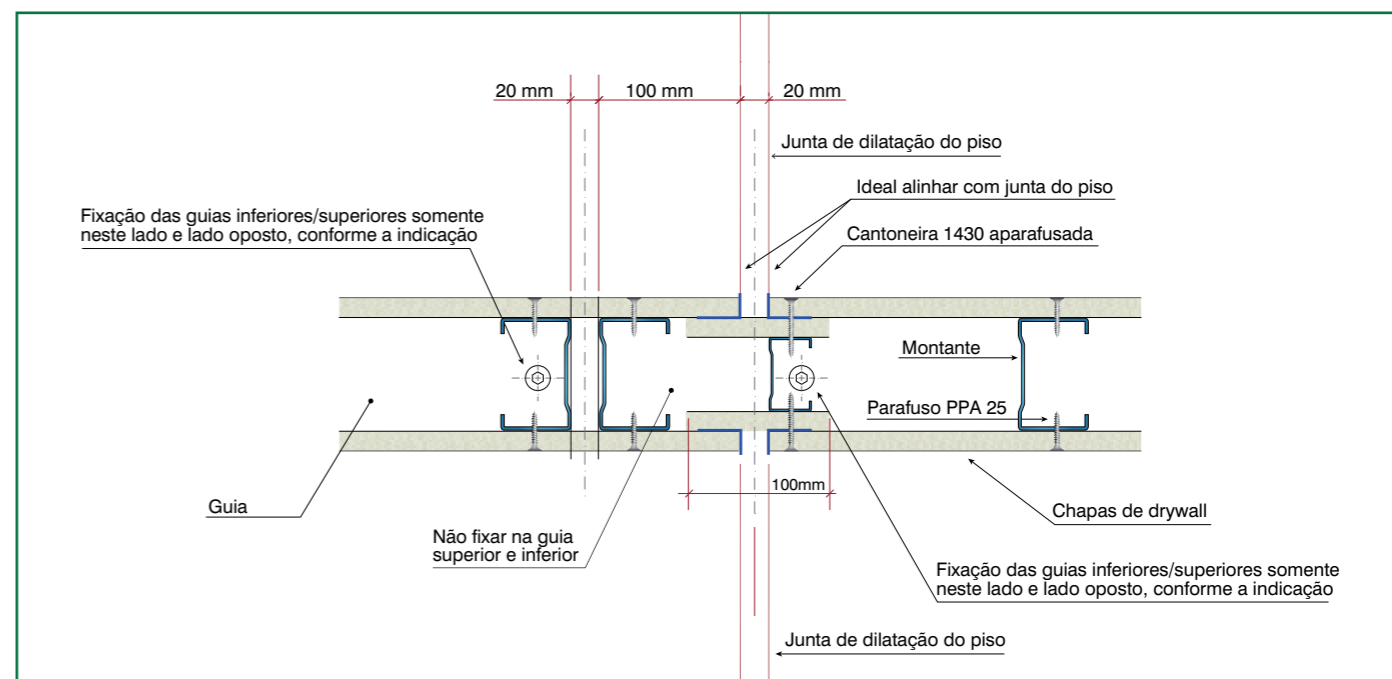 20 mm
100 mm
20 mm
Junta de dilatação do piso
Ideal alinhar com junta do piso
Fixação das guias inferiores/superiores somente
neste lado e lado oposto, conforme a indicação
Cantoneira 1430 aparafusada
Montante
Parafuso PPA 25
100mm
Guia
Chapas de drywall
Não fixar na guia
superior e inferior
Fixação das guias inferiores/superiores somente
neste lado e lado oposto, conforme a indicação
Junta de dilatação do piso